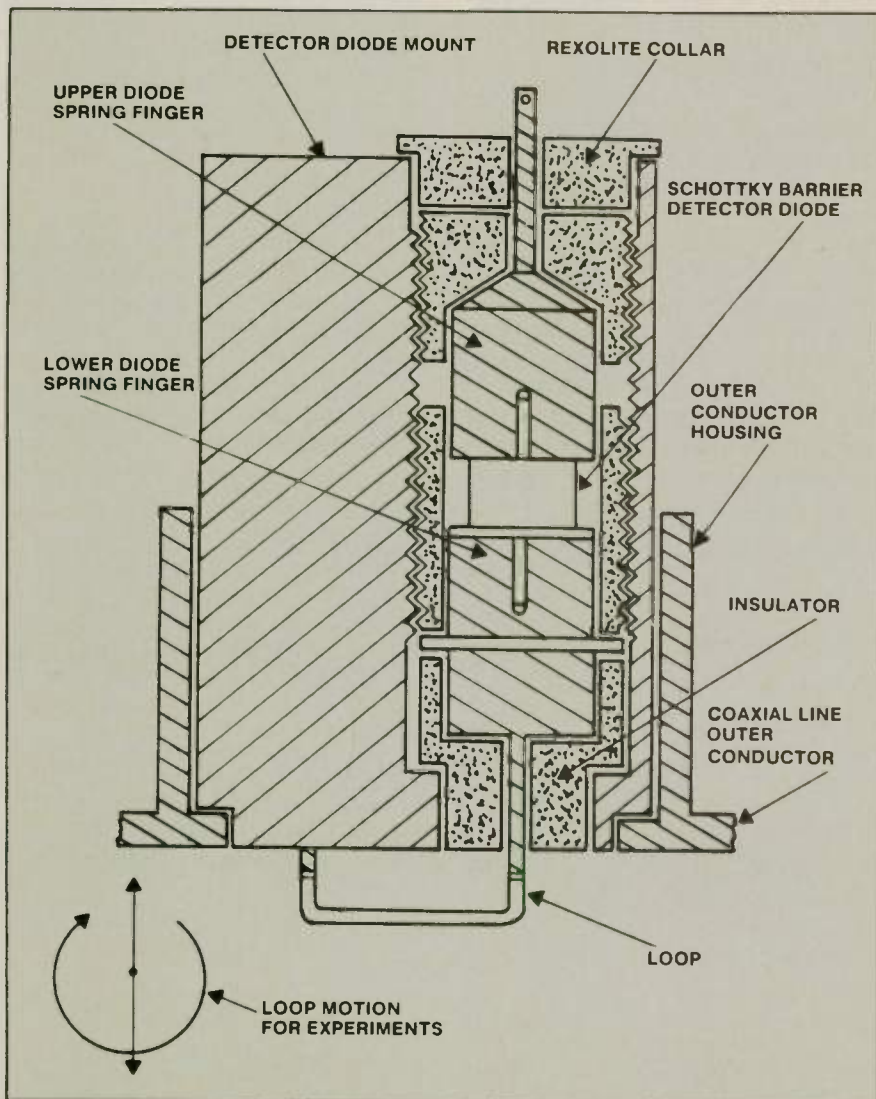 DETECTOR DIODE MOUNT
REXOLITE COLLAR
UPPER DIODE
SPRING FINGER
SCHOTTKY BARRIER
DETECTOR DIODE
LOWER DIODE
SPRING FINGER
OUTER
CONDUCTOR
HOUSING
INSULATOR
COAXIAL LINE
OUTER
CONDUCTOR
LOOP
LOOP MOTION
FOR EXPERIMENTS